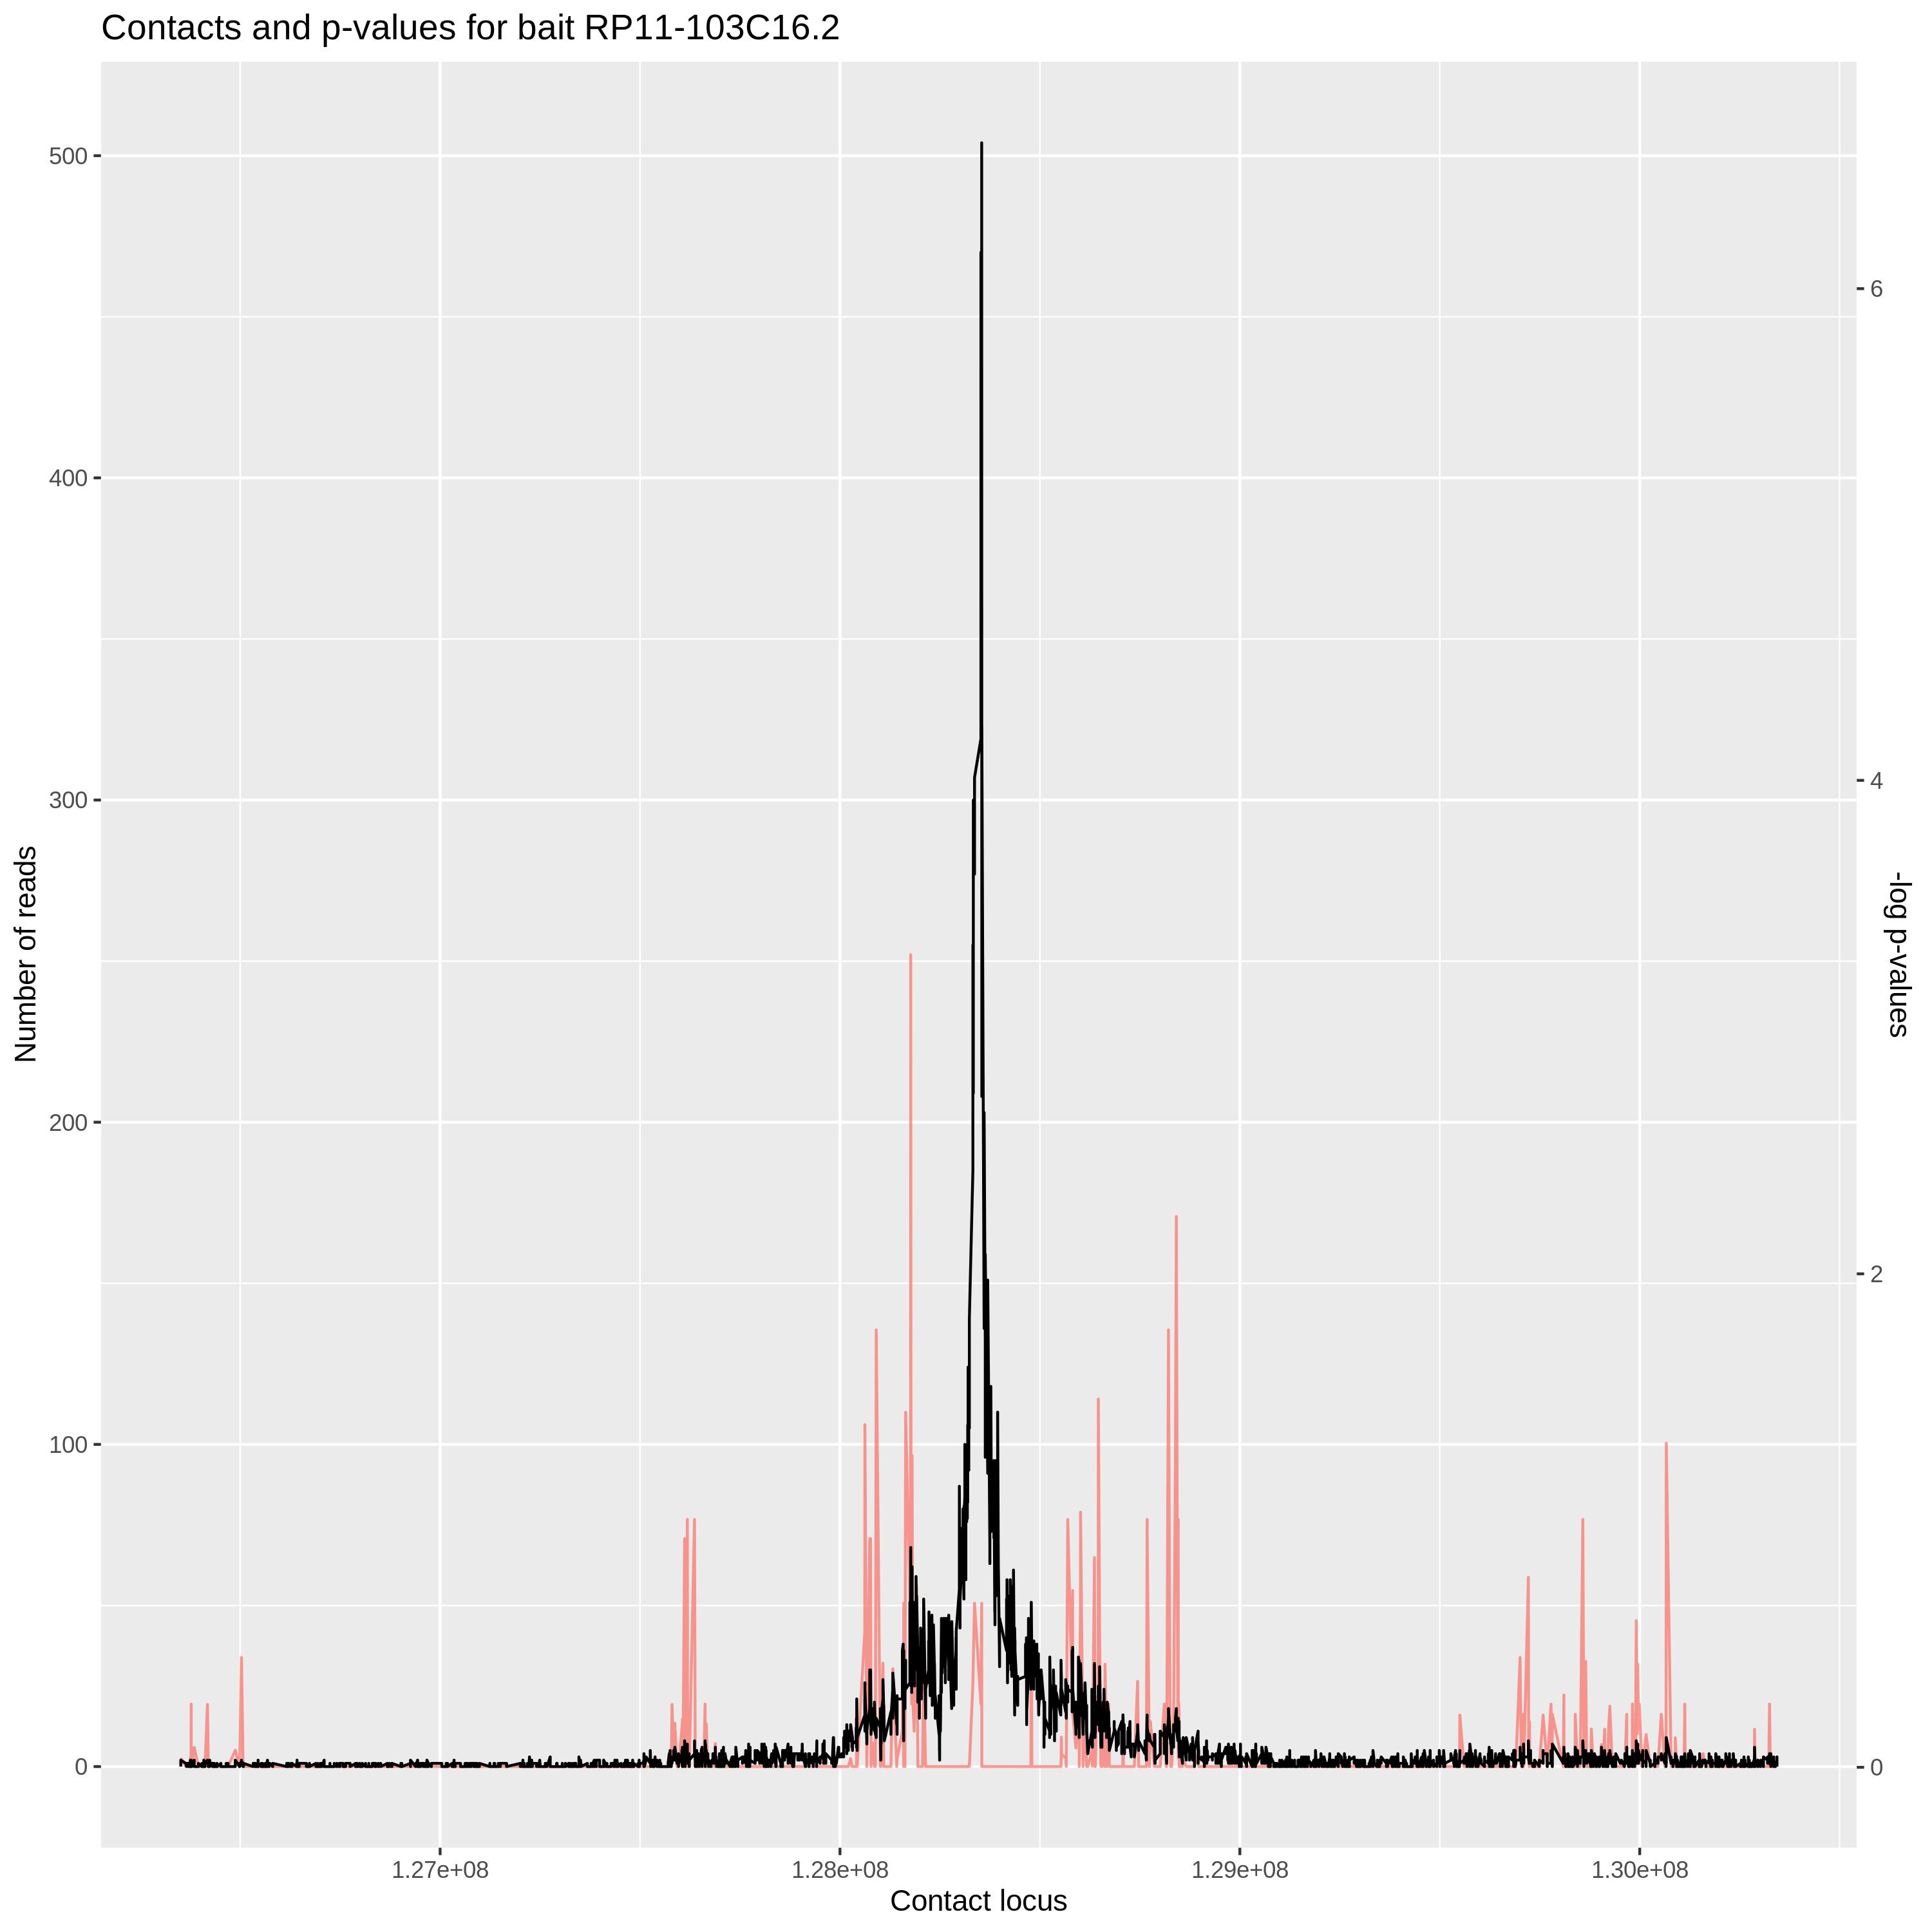 Contacts and p-values for bait RP11-103C16.2
500
400
300
200
100
0
Number of reads
6
4
2
0
-log p-values
1.27e+08
1.28e+08
1.29e+08
1.30e+08
Contact locus